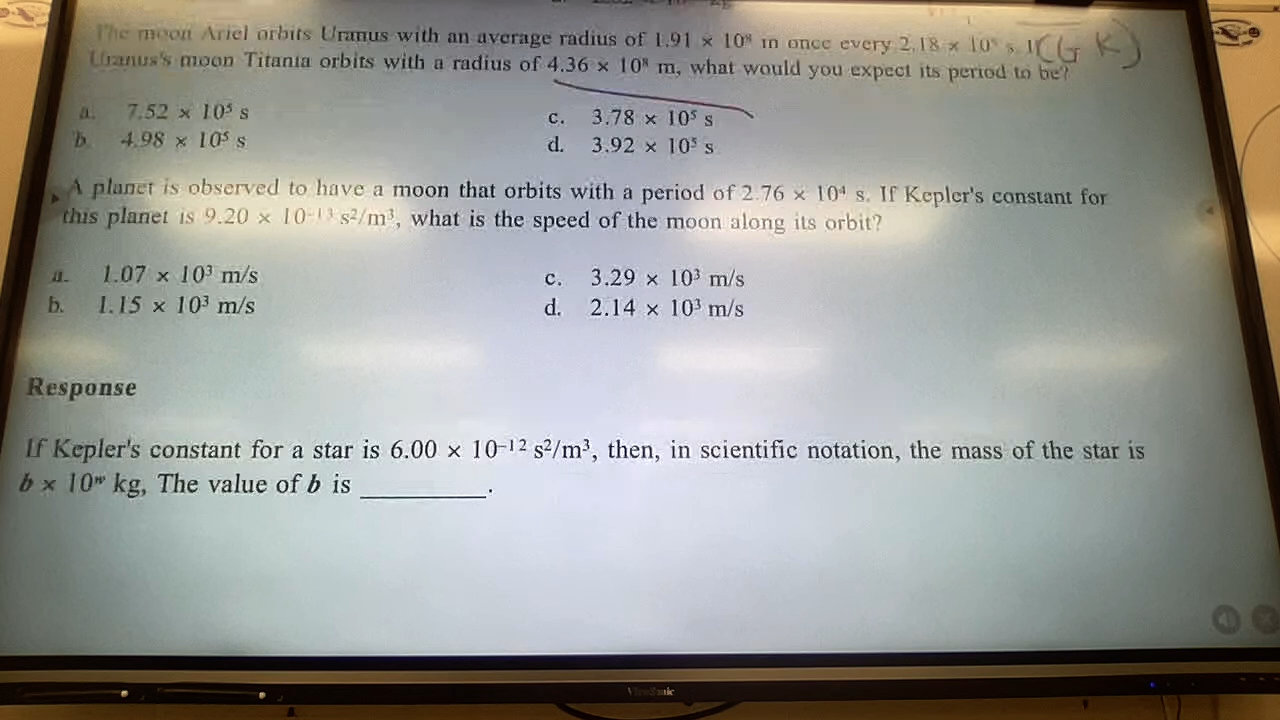 The moon Ariel orbits Uranus with an average radius of 1.91 × 10⁸ m once every 2.18 × 10⁵ s. If
(G K)
Uranus's moon Titania orbits with a radius of 4.36 × 10⁸ m, what would you expect its period to be?
a. 7.52 × 10⁵ s
c. 3.78 × 10⁵ s
b. 4.98 × 10⁵ s
d. 3.92 × 10⁵ s
A planet is observed to have a moon that orbits with a period of 2.76 × 10⁴ s. If Kepler's constant for
this planet is 9.20 × 10⁻¹³ s²/m³, what is the speed of the moon along its orbit?
a. 1.07 × 10³ m/s
c. 3.29 × 10³ m/s
b. 1.15 × 10³ m/s
d. 2.14 × 10³ m/s
Response
If Kepler's constant for a star is 6.00 × 10⁻¹² s²/m³, then, in scientific notation, the mass of the star is
b × 10ʷ kg, The value of b is ________.
ViewSonic